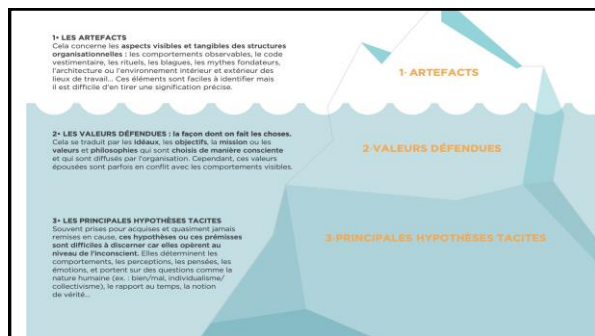 1• LES ARTEFACTS
Cela concerne les aspects visibles et tangibles des structures
organisationnelles : les comportements observables, le code
vestimentaire, les rituels, les blagues, les mythes fondateurs,
l'architecture ou l'environnement intérieur et extérieur des
lieux de travail... Ces éléments sont faciles à identifier mais
il est difficile d'en tirer une signification précise.
1- ARTEFACTS
2• LES VALEURS DÉFENDUES : la façon dont on fait les choses.
Cela se traduit par les idéaux, les objectifs, la mission ou les
valeurs et philosophies qui sont choisis de manière consciente
et qui sont diffusés par l'organisation. Cependant, ces valeurs
épousées sont parfois en conflit avec les comportements visibles.
2-VALEURS DÉFENDUES
3• LES PRINCIPALES HYPOTHÈSES TACITES
Souvent prises pour acquises et quasiment jamais
remises en cause, ces hypothèses ou ces prémisses
sont difficiles à discerner car elles opèrent au
niveau de l'inconscient. Elles déterminent les
comportements, les perceptions, les pensées, les
émotions, et portent sur des questions comme la
nature humaine (ex. : bien/mal, individualisme/
collectivisme), le rapport au temps, la notion
de vérité...
3-PRINCIPALES HYPOTHÈSES TACITES